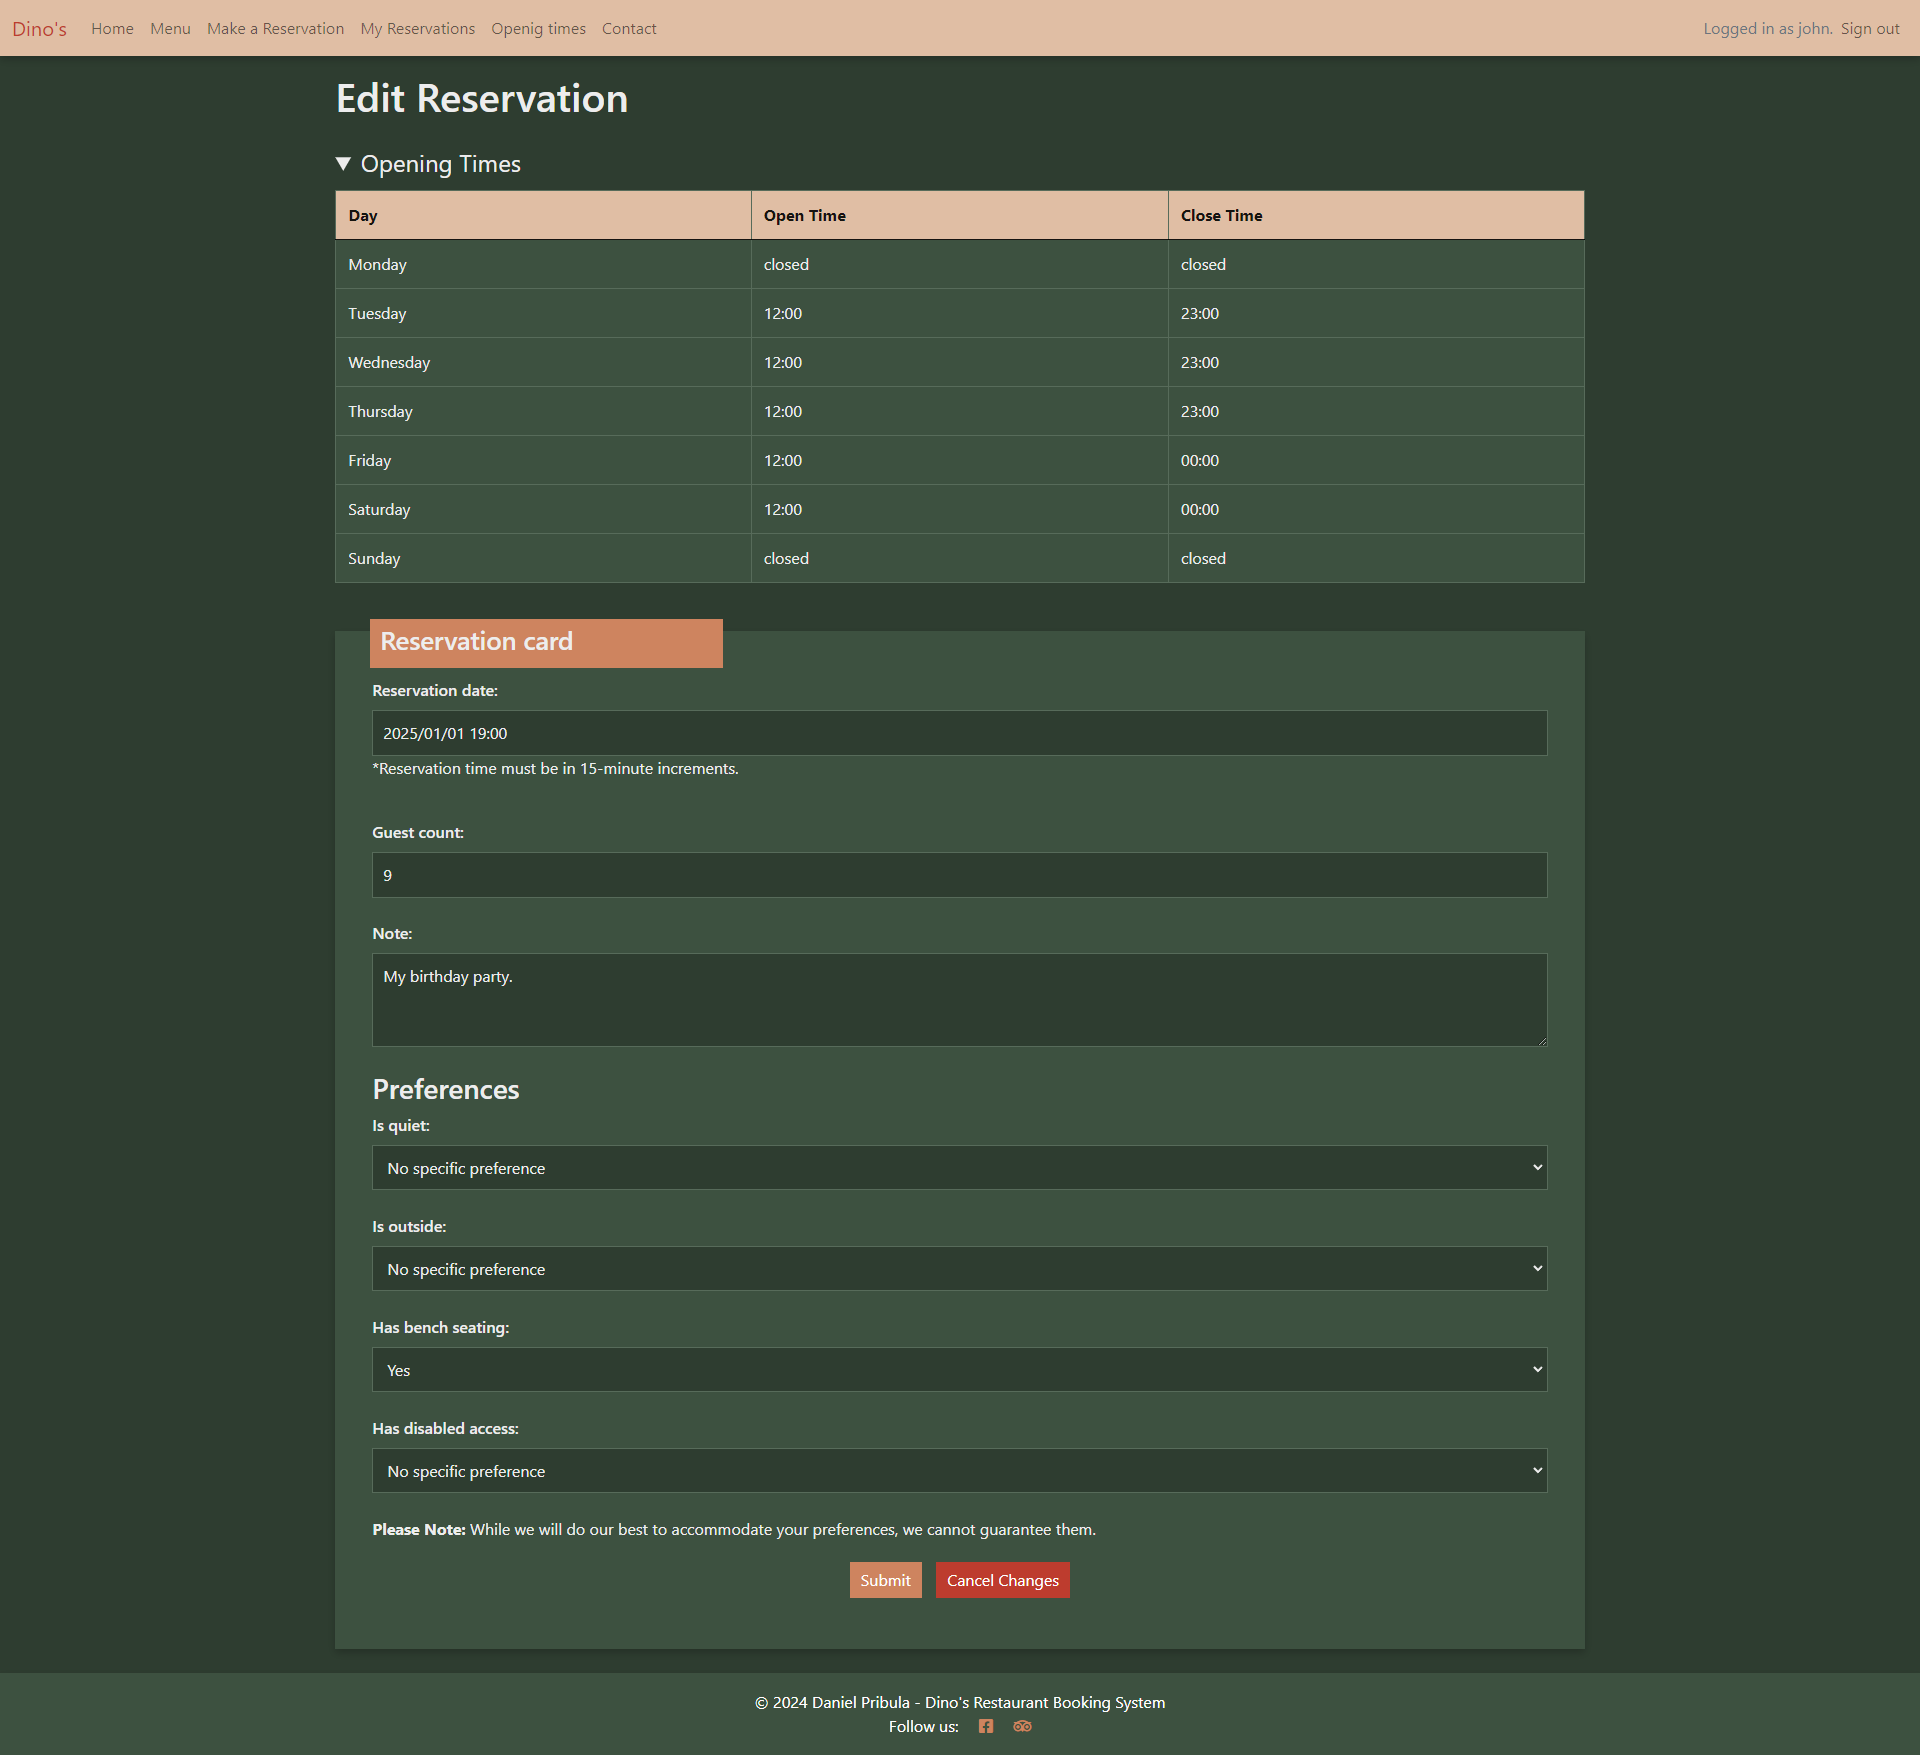 Dino's Home Menu Make a Reservation My Reservations Openig times Contact Logged in as john. Sign out
Edit Reservation
Opening Times
Day Open Time Close Time
Monday closed closed
Tuesday 12:00 23:00
Wednesday 12:00 23:00
Thursday 12:00 23:00
Friday 12:00 00:00
Saturday 12:00 00:00
Sunday closed closed
Reservation card
Reservation date:
2025/01/01 19:00
*Reservation time must be in 15-minute increments.
Guest count:
9
Note:
My birthday party.
Preferences
Is quiet:
No specific preference
Is outside:
No specific preference
Has bench seating:
Yes
Has disabled access:
No specific preference
Please Note: While we will do our best to accommodate your preferences, we cannot guarantee them.
Submit Cancel Changes
© 2024 Daniel Pribula - Dino's Restaurant Booking System
Follow us: